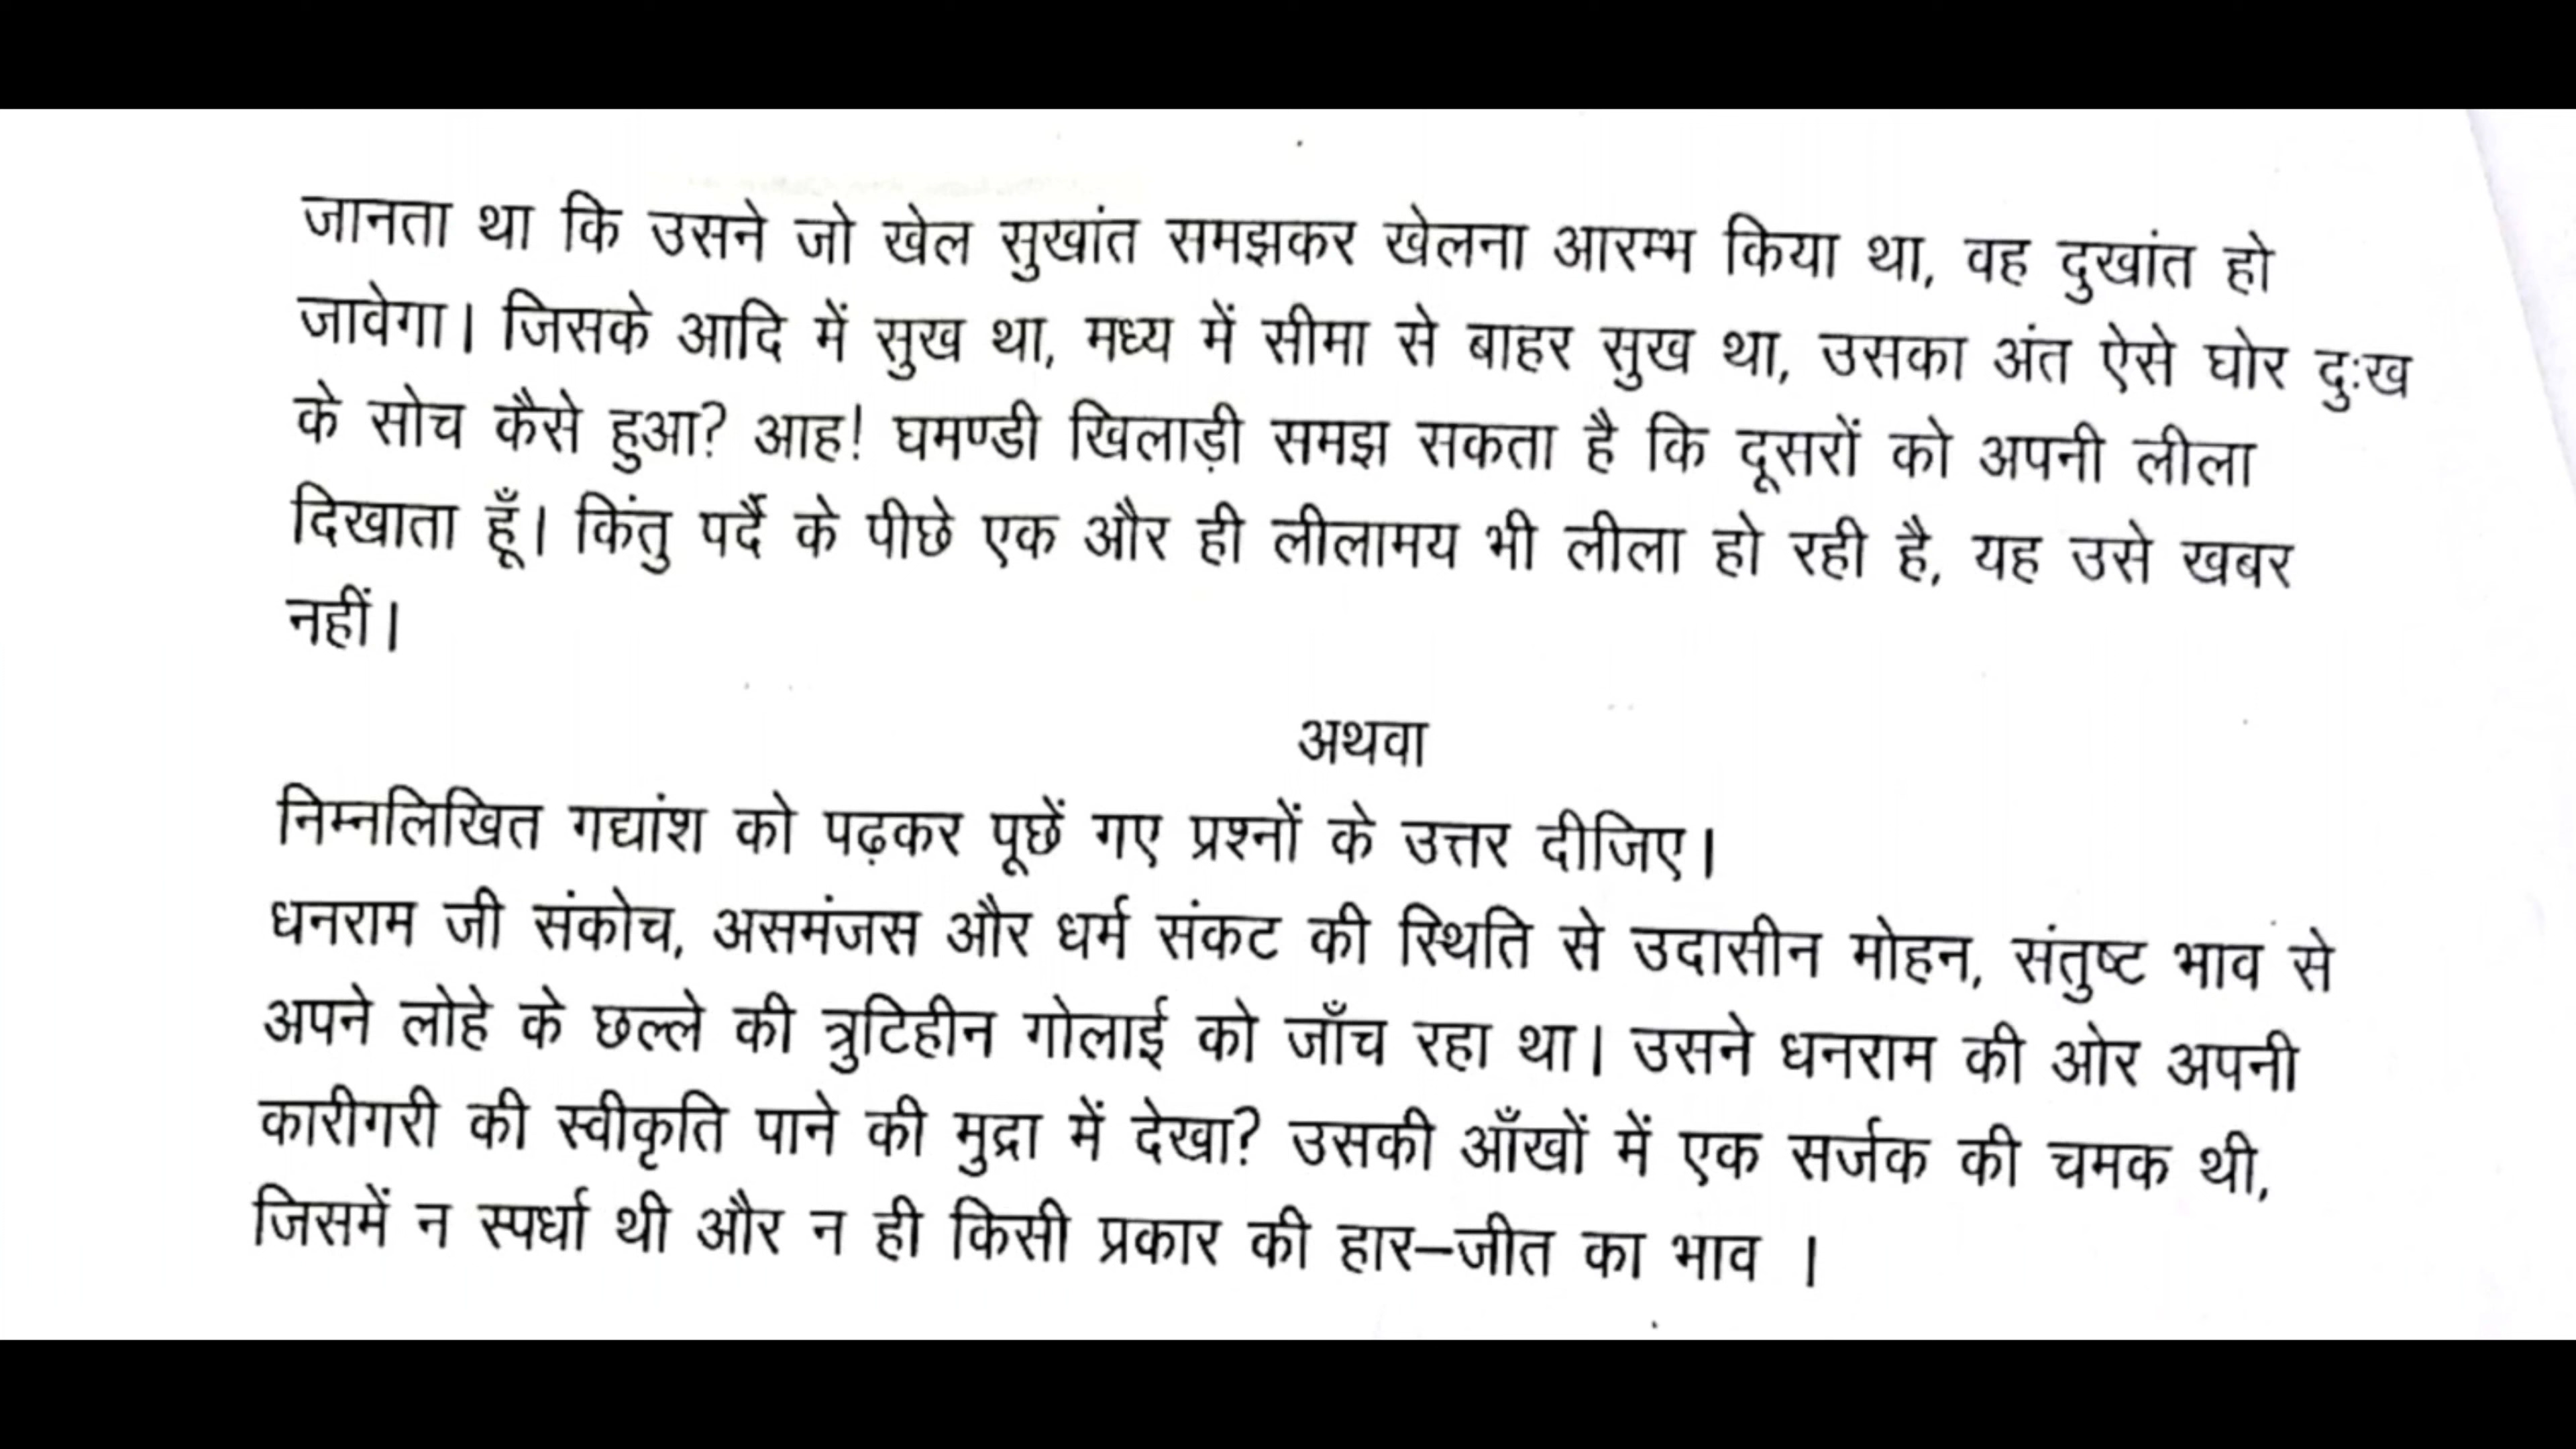 जानता था कि उसने जो खेल सुखांत समझकर खेलना आरम्भ किया था, वह दुखांत हो
जावेगा। जिसके आदि में सुख था, मध्य में सीमा से बाहर सुख था, उसका अंत ऐसे घोर दुःख
के सोच कैसे हुआ? आह! घमण्डी खिलाड़ी समझ सकता है कि दूसरों को अपनी लीला
दिखाता हूँ। किंतु पर्दै के पीछे एक और ही लीलामय भी लीला हो रही है, यह उसे खबर
नहीं।
अथवा
निम्नलिखित गद्यांश को पढ़कर पूछें गए प्रश्नों के उत्तर दीजिए।
धनराम जी संकोच, असमंजस और धर्म संकट की स्थिति से उदासीन मोहन, संतुष्ट भाव से
अपने लोहे के छल्ले की त्रुटिहीन गोलाई को जाँच रहा था। उसने धनराम की ओर अपनी
कारीगरी की स्वीकृति पाने की मुद्रा में देखा? उसकी आँखों में एक सर्जक की चमक थी,
जिसमें न स्पर्धा थी और न ही किसी प्रकार की हार–जीत का भाव ।